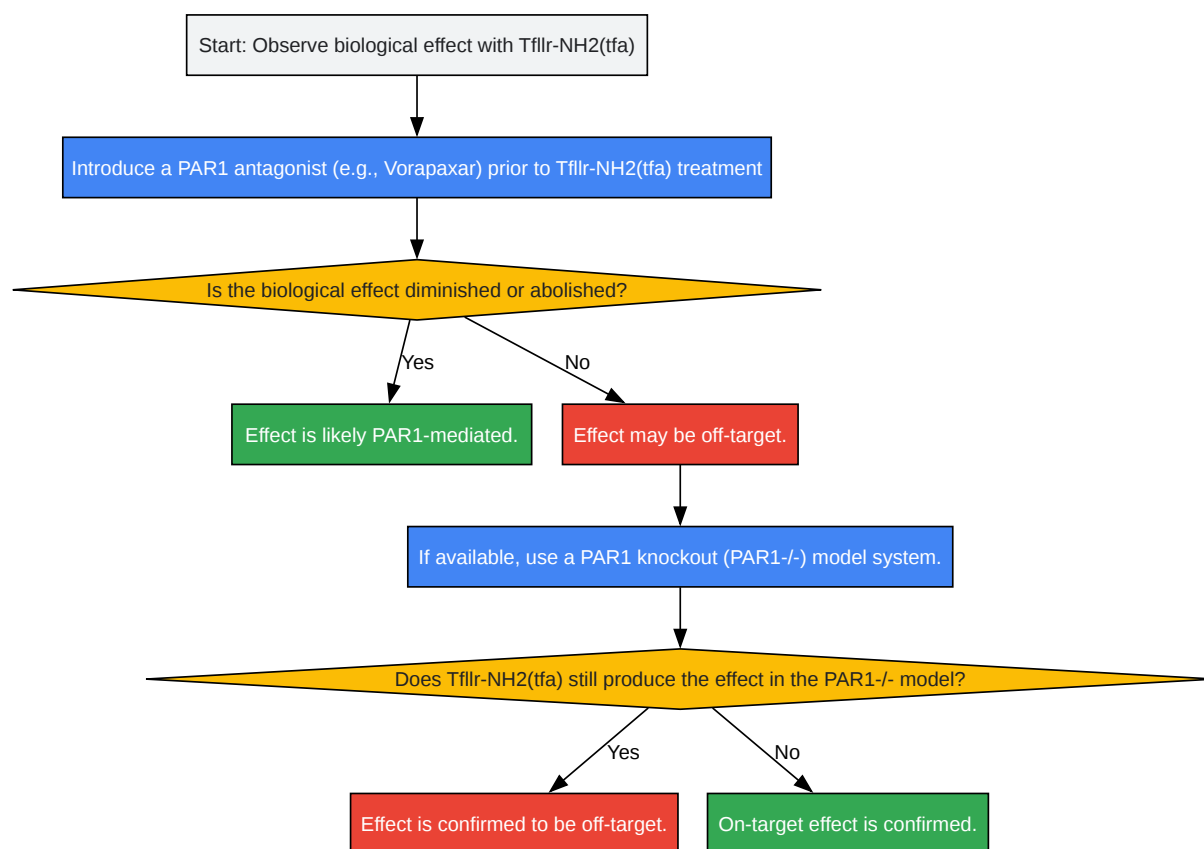 Start: Observe biological effect with Tfllr-NH2(tfa)
Introduce a PAR1 antagonist (e.g., Vorapaxar) prior to Tfllr-NH2(tfa) treatment
Is the biological effect diminished or abolished?
Yes
No
Effect is likely PAR1-mediated.
Effect may be off-target.
If available, use a PAR1 knockout (PAR1-/-) model system.
Does Tfllr-NH2(tfa) still produce the effect in the PAR1-/- model?
Yes
No
Effect is confirmed to be off-target.
On-target effect is confirmed.